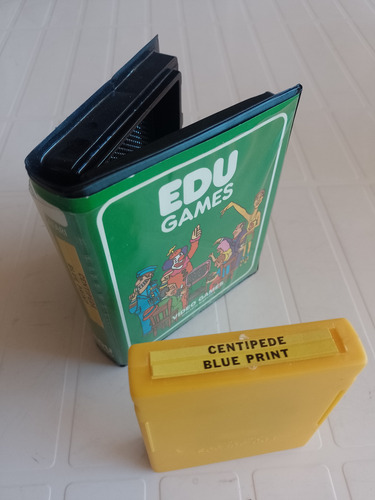 EDU
GAMES
VIDEO GAMES
CENTIPEDE
BLUE PRINT